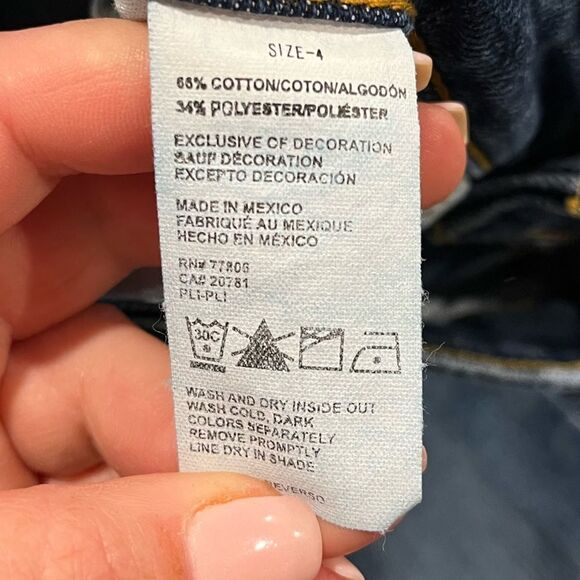 SIZE-4
66% COTTON/COTON/ALGODÓN
34% POLYESTER/POLIÉSTER
EXCLUSIVE OF DECORATION
SAUF DÉCORATION
EXCEPTO DECORACIÓN
MADE IN MEXICO
FABRIQUÉ AU MEXIQUE
HECHO EN MÉXICO
RN# 77806
CA# 20781
PLI-PLI
30C
WASH AND DRY INSIDE OUT
WASH COLD, DARK
COLORS SEPARATELY
REMOVE PROMPTLY
LINE DRY IN SHADE
REVERSO